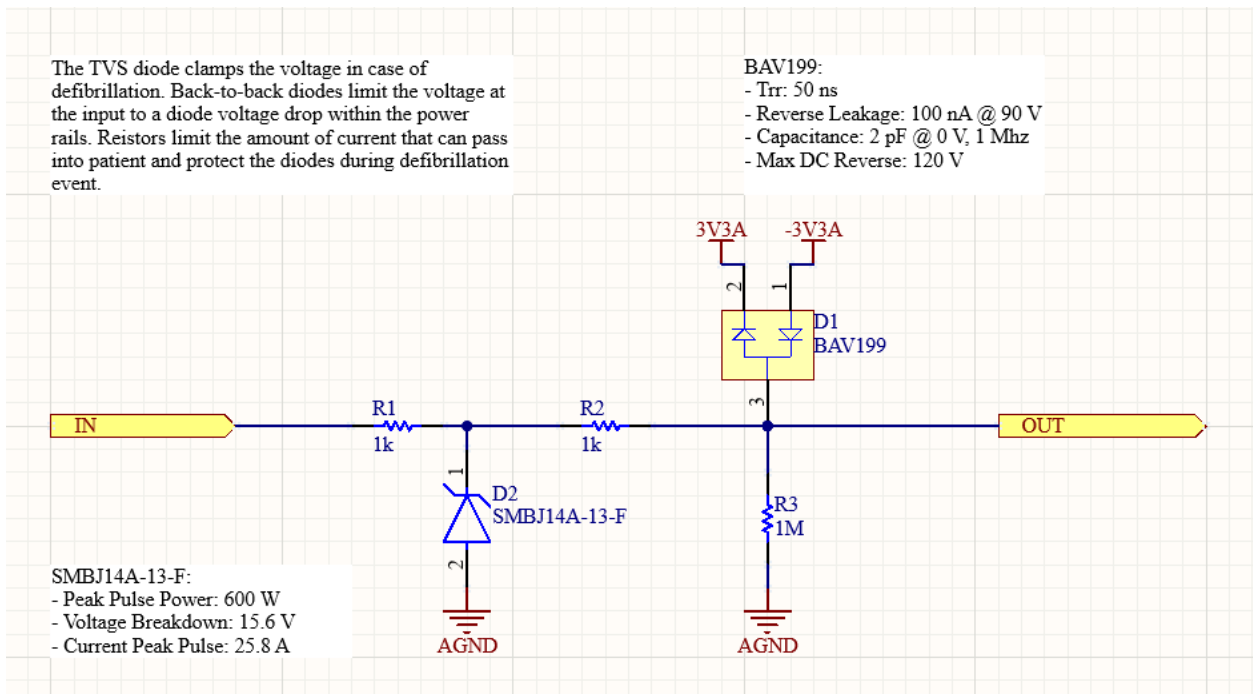 The TVS diode clamps the voltage in case of
defibrillation. Back-to-back diodes limit the voltage at
the input to a diode voltage drop within the power
rails. Reistors limit the amount of current that can pass
into patient and protect the diodes during defibrillation
event.
BAV199:
- Trr: 50 ns
- Reverse Leakage: 100 nA @ 90 V
- Capacitance: 2 pF @ 0 V, 1 Mhz
- Max DC Reverse: 120 V
3V3A
-3V3A
2
1
D1
BAV199
3
IN
R1
1k
R2
1k
OUT
1
D2
SMBJ14A-13-F
2
R3
1M
AGND
AGND
SMBJ14A-13-F:
- Peak Pulse Power: 600 W
- Voltage Breakdown: 15.6 V
- Current Peak Pulse: 25.8 A